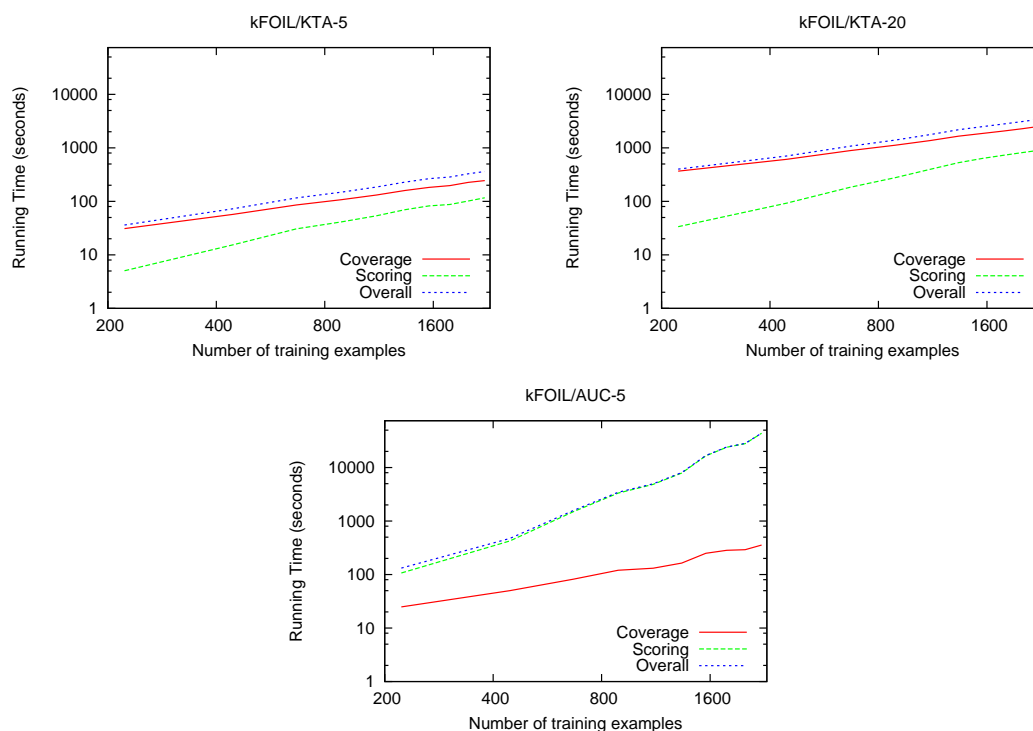 kFOIL/KTA-5
Running Time (seconds)
10000
1000
100
10
1
Coverage
Scoring
Overall
200
400
800
1600
Number of training examples
kFOIL/KTA-20
Running Time (seconds)
10000
1000
100
10
1
Coverage
Scoring
Overall
200
400
800
1600
Number of training examples
kFOIL/AUC-5
Running Time (seconds)
10000
1000
100
10
1
Coverage
Scoring
Overall
200
400
800
1600
Number of training examples